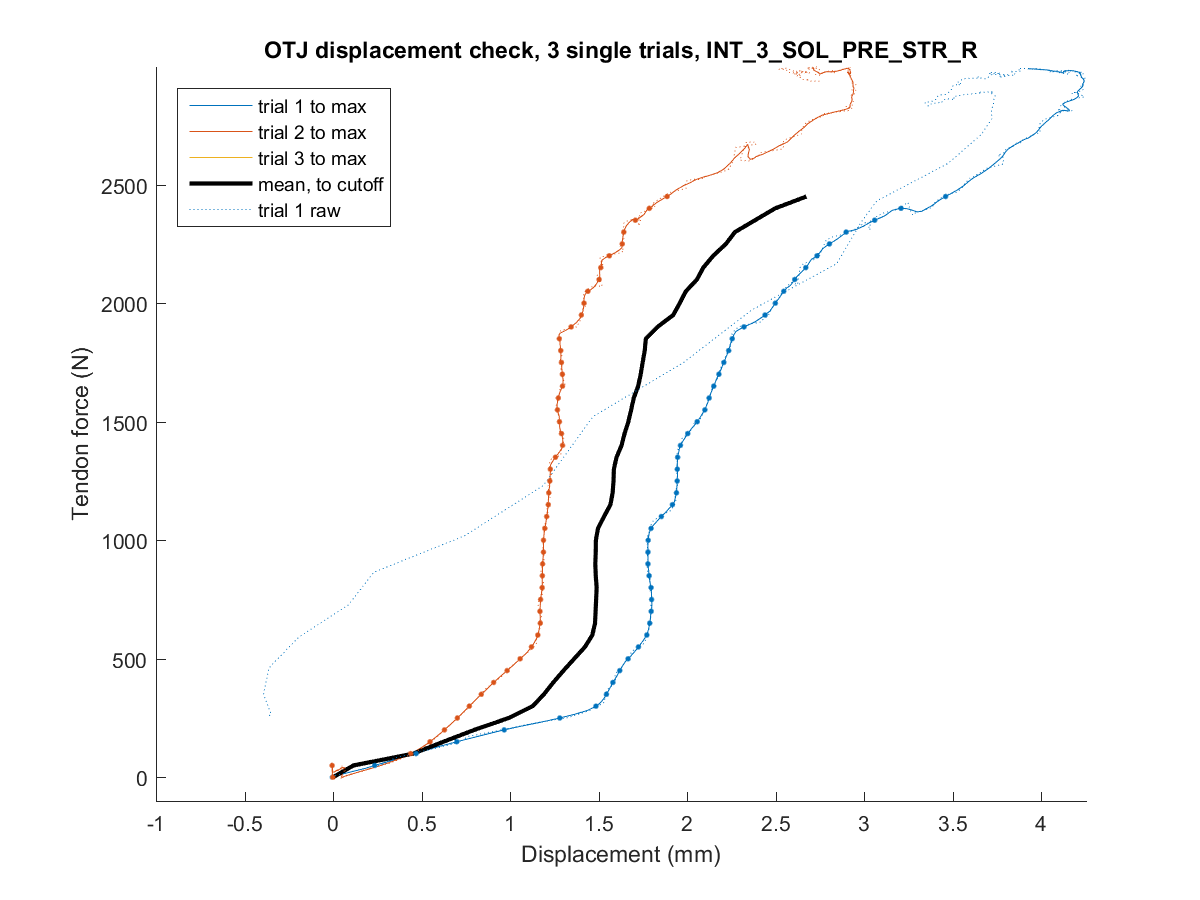 OTJ displacement check, 3 single trials, INT_3_SOL_PRE_STR_R
trial 1 to max
trial 2 to max
trial 3 to max
mean, to cutoff
trial 1 raw
2500
2000
1500
1000
500
0
Tendon force (N)
-1 -0.5 0 0.5 1 1.5 2 2.5 3 3.5 4
Displacement (mm)